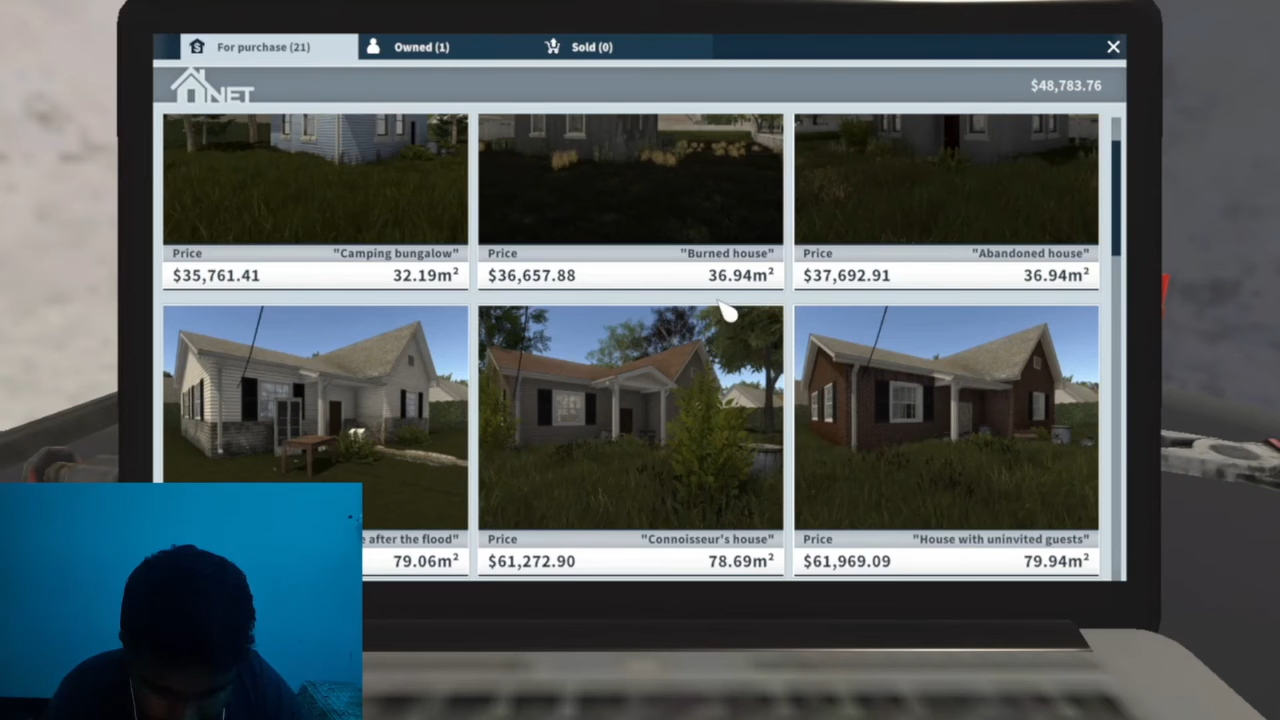 For purchase (21)
Owned (1)
Sold (0)
NET
$48,783.76
Price "Camping bungalow"
$35,761.41 32.19m²
Price "Burned house"
$36,657.88 36.94m²
Price "Abandoned house"
$37,692.91 36.94m²
after the flood"
79.06m²
Price "Connoisseur's house"
$61,272.90 78.69m²
Price "House with uninvited guests"
$61,969.09 79.94m²